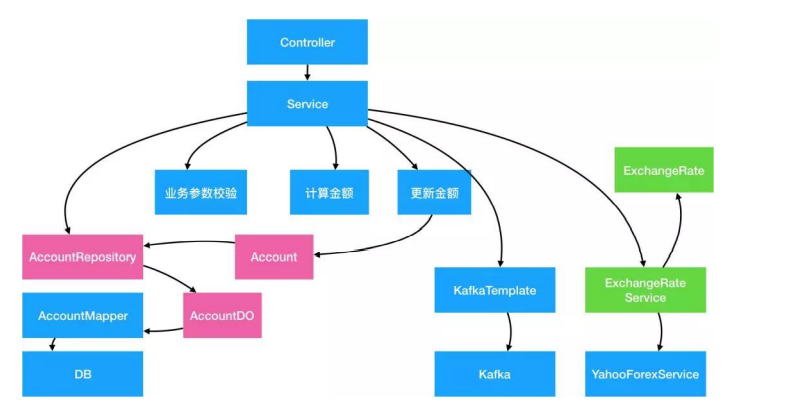 Controller
Service
ExchangeRate
业务参数校验
计算金额
更新金额
AccountRepository
Account
KafkaTemplate
ExchangeRate
Service
AccountMapper
AccountDO
DB
Kafka
YahooForexService